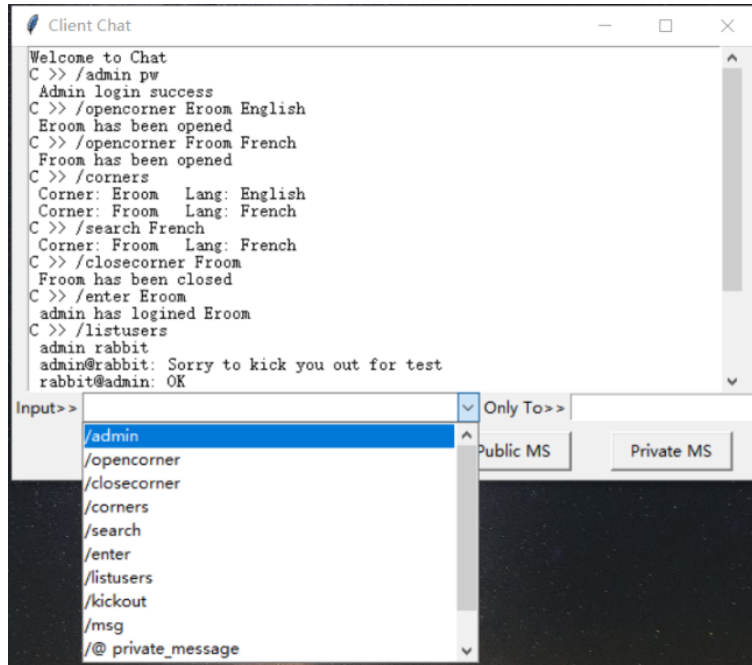 Client Chat
Welcome to Chat
C >> /admin pw
Admin login success
C >> /opencorner Eroom English
Eroom has been opened
C >> /opencorner Froom French
Froom has been opened
C >> /corners
Corner: Eroom   Lang: English
Corner: Froom   Lang: French
C >> /search French
Corner: Froom   Lang: French
C >> /closecorner Froom
Froom has been closed
C >> /enter Eroom
admin has logined Eroom
C >> /listusers
admin rabbit
admin@rabbit: Sorry to kick you out for test
rabbit@admin: OK
Input>> Only To>>
/admin
Public MS Private MS
/opencorner
/closecorner
/corners
/search
/enter
/listusers
/kickout
/msg
/@ private_message